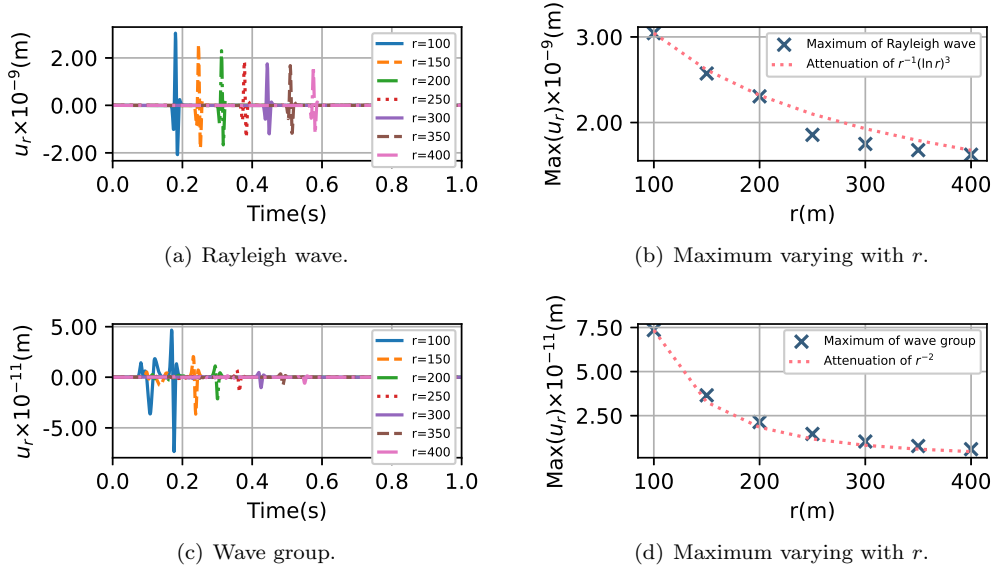 u_r×10⁻⁹(m)
2.00
0.00
-2.00
0.0 0.2 0.4 0.6 0.8 1.0
Time(s)
r=100
r=150
r=200
r=250
r=300
r=350
r=400
(a) Rayleigh wave.
Max(u_r)×10⁻⁹(m)
3.00
2.00
100 200 300 400
r(m)
Maximum of Rayleigh wave
Attenuation of r⁻¹(ln r)³
(b) Maximum varying with r.
u_r×10⁻¹¹(m)
5.00
0.00
-5.00
0.0 0.2 0.4 0.6 0.8 1.0
Time(s)
r=100
r=150
r=200
r=250
r=300
r=350
r=400
(c) Wave group.
Max(u_r)×10⁻¹¹(m)
7.50
5.00
2.50
100 200 300 400
r(m)
Maximum of wave group
Attenuation of r⁻²
(d) Maximum varying with r.